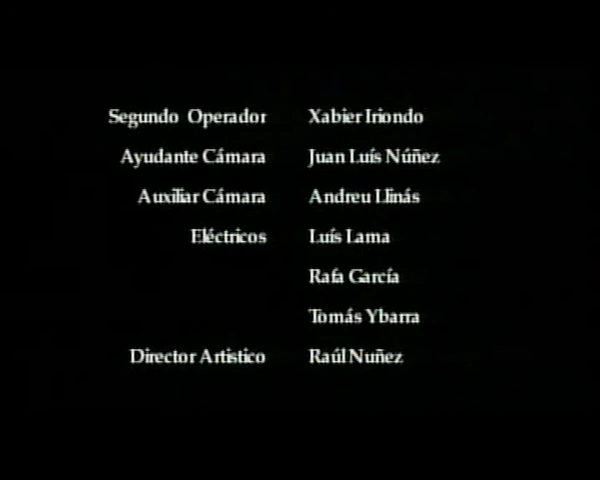 Segundo Operador Xabier Iriondo
Ayudante Cámara Juan Luís Núñez
Auxiliar Cámara Andreu Llinás
Eléctricos Luís Lama
Rafa García
Tomás Ybarra
Director Artistico Raúl Nuñez